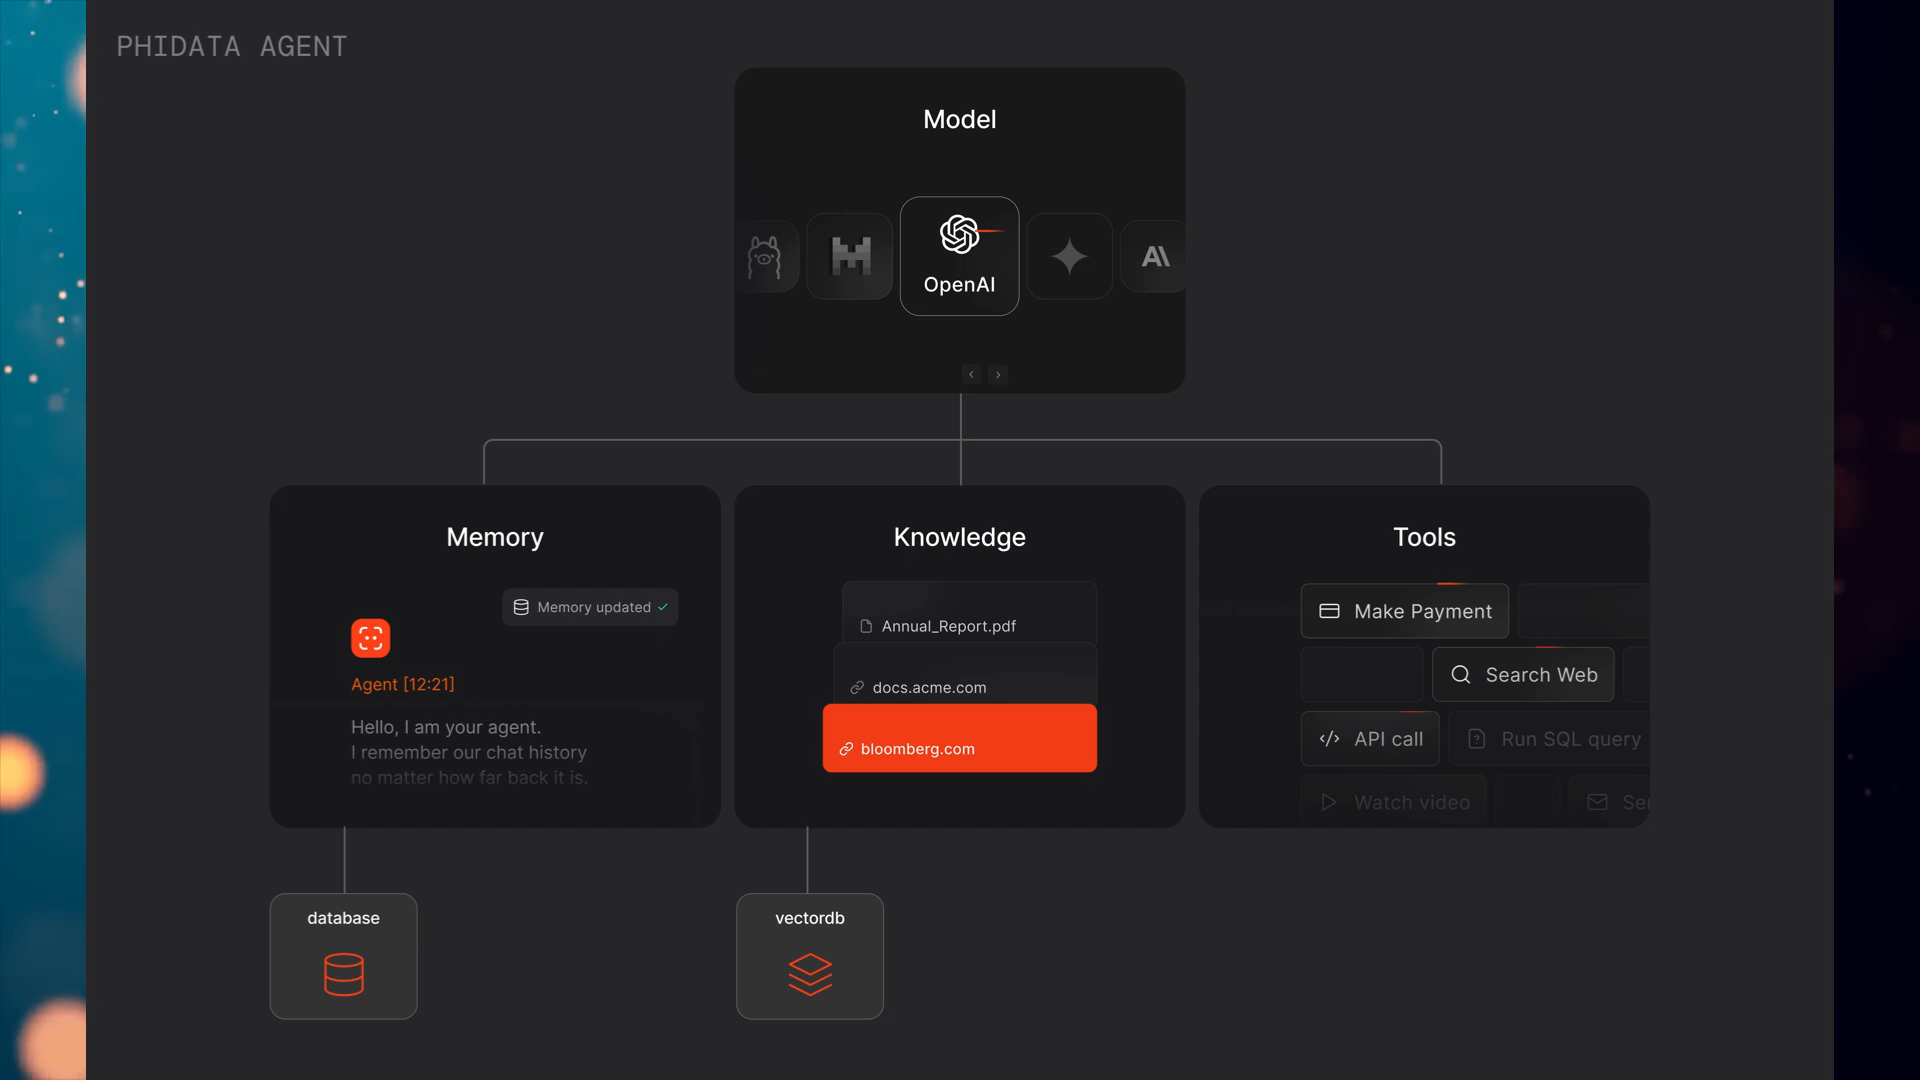 PHIDATA AGENT
Model
OpenAI
Memory
Memory updated
Agent [12:21]
Hello, I am your agent.
I remember our chat history
no matter how far back it is.
Knowledge
Annual_Report.pdf
docs.acme.com
bloomberg.com
Tools
Make Payment
Search Web
API call
Run SQL query
Watch video
database
vectordb